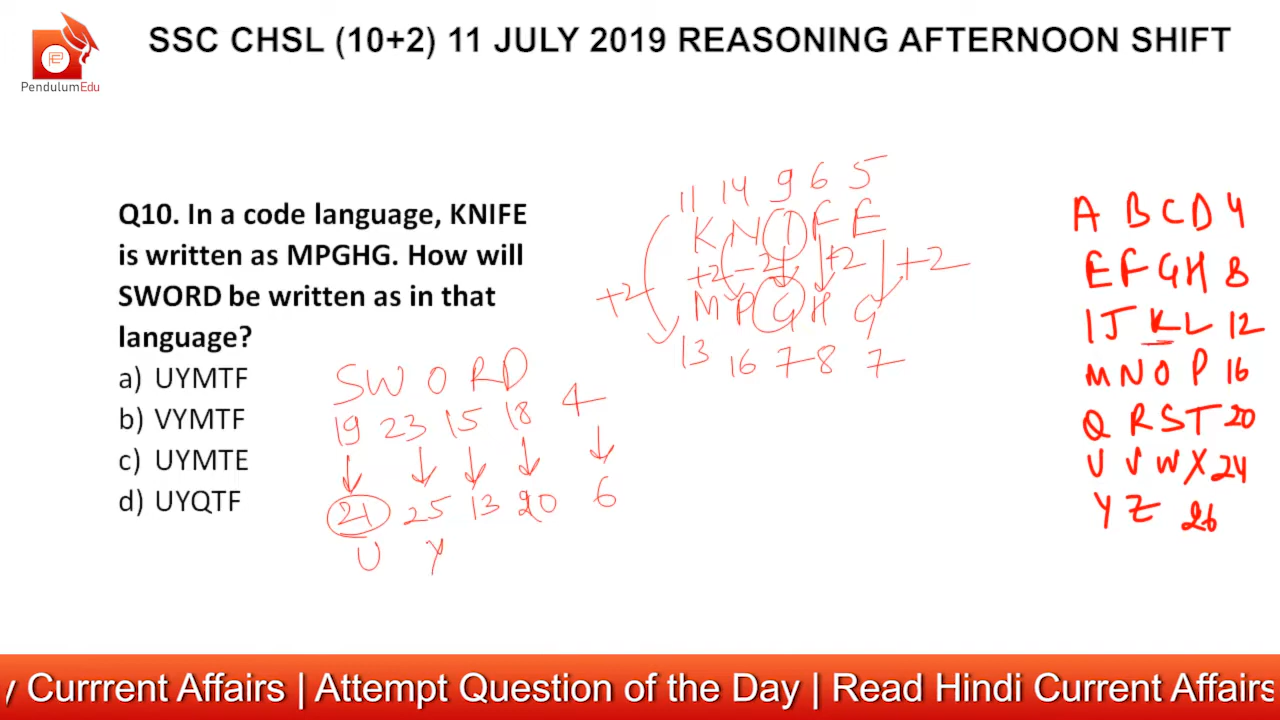 SSC CHSL (10+2) 11 JULY 2019 REASONING AFTERNOON SHIFT
PendulumEdu
Q10. In a code language, KNIFE
is written as MPGHG. How will
SWORD be written as in that
language?
a) UYMTF
b) VYMTF
c) UYMTE
d) UYQTF
11 14 9 6 5
K N I F E
+2 +2 -2 +2 +2
M P G H G
13 16 7 8 7
S W O R D
19 23 15 18 4
21 25 13 20 6
U Y
A B C D 4
E F G H 8
I J K L 12
M N O P 16
Q R S T 20
U V W X 24
Y Z 26
y Currrent Affairs | Attempt Question of the Day | Read Hindi Current Affairs